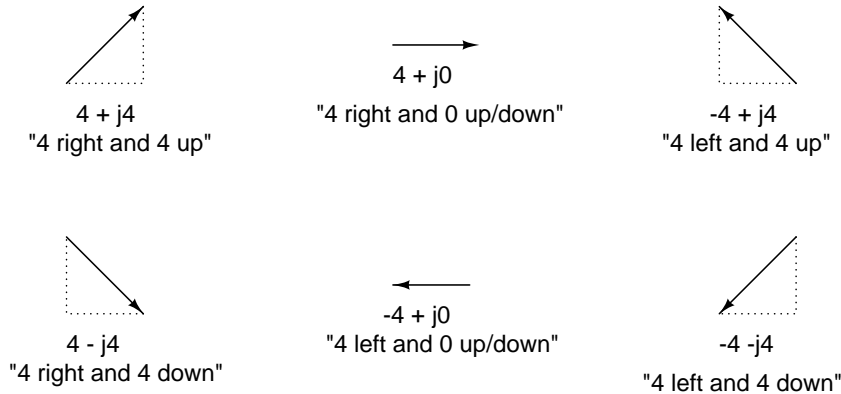 4 + j4
"4 right and 4 up"
4 + j0
"4 right and 0 up/down"
-4 + j4
"4 left and 4 up"
4 - j4
"4 right and 4 down"
-4 + j0
"4 left and 0 up/down"
-4 -j4
"4 left and 4 down"